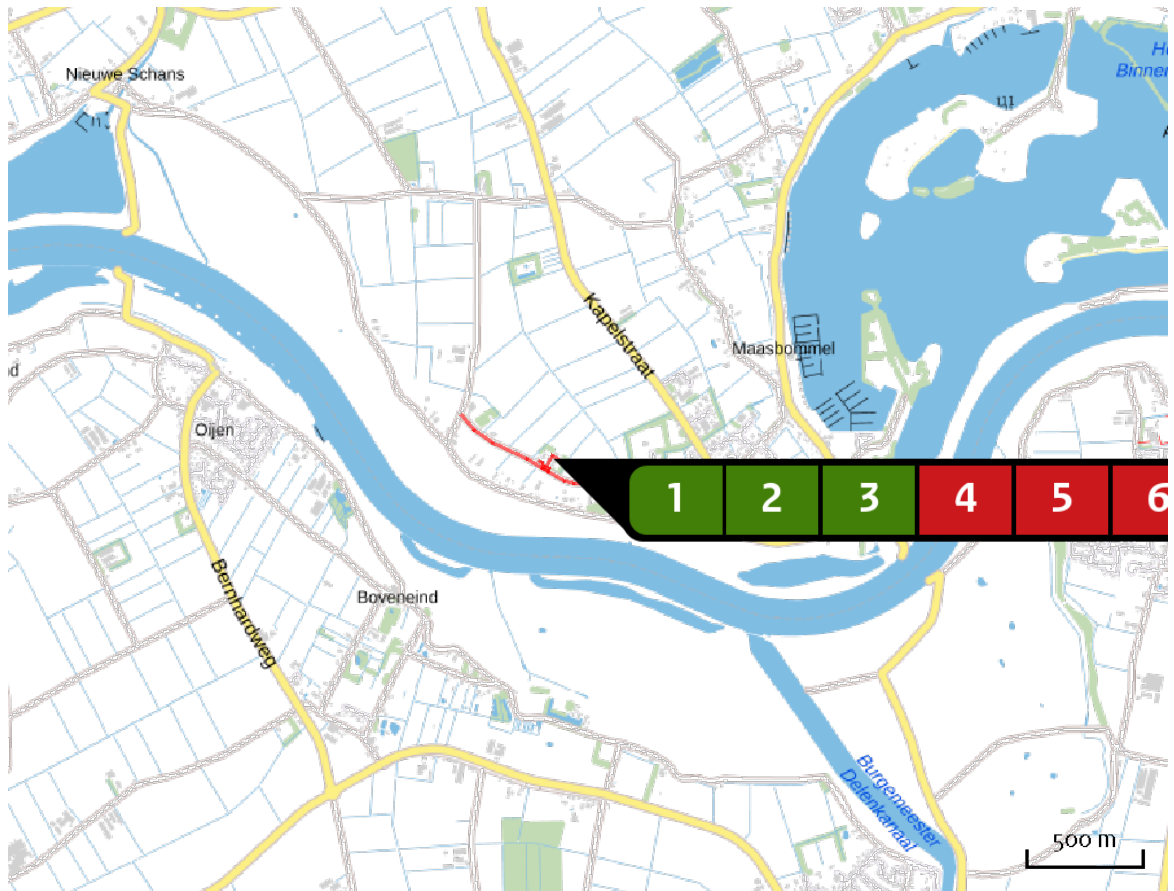 Nieuwe Schans
Kapelstraat
Maasbommel
Oijen
1 2 3 4 5 6
Bernhardweg
Boveneind
Burgemeester
Delenkanaal
500 m